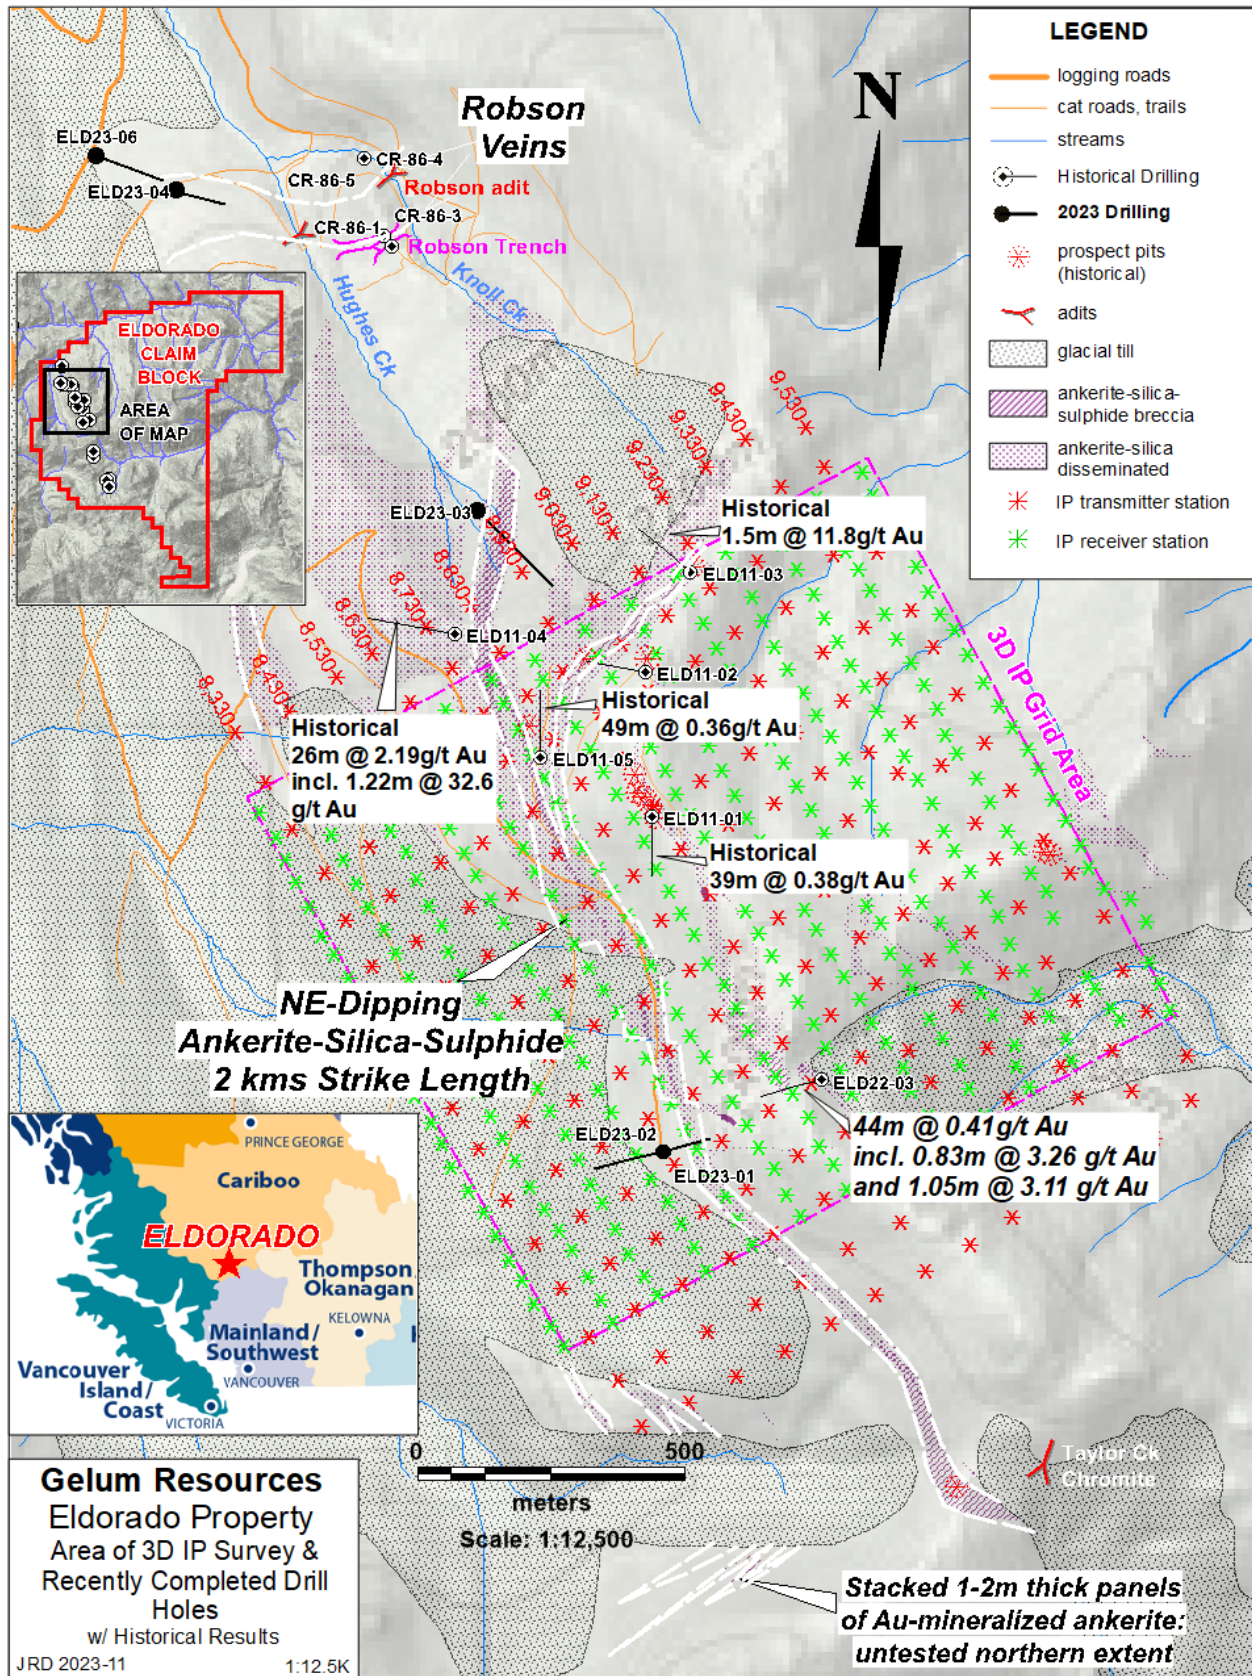 LEGEND
logging roads
cat roads, trails
streams
Historical Drilling
2023 Drilling
prospect pits
(historical)
adits
glacial till
ankerite-silica-
sulphide breccia
ankerite-silica
disseminated
IP transmitter station
IP receiver station
N
Robson
Veins
ELD23-06
ELD23-04
CR-86-4
CR-86-5
Robson adit
CR-86-3
CR-86-1
Robson Trench
Knoll Ck
Hughes Ck
ELDORADO
CLAIM
BLOCK
AREA
OF MAP
9,530
9,430
9,330
9,230
9,130
9,030
8,930
8,830
8,730
8,630
8,530
8,430
8,330
ELD23-03
Historical
1.5m @ 11.8g/t Au
ELD11-03
ELD11-04
ELD11-02
3D IP Grid Area
Historical
49m @ 0.36g/t Au
Historical
26m @ 2.19g/t Au
incl. 1.22m @ 32.6
g/t Au
ELD11-05
ELD11-01
Historical
39m @ 0.38g/t Au
NE-Dipping
Ankerite-Silica-Sulphide
2 kms Strike Length
ELD22-03
44m @ 0.41g/t Au
incl. 0.83m @ 3.26 g/t Au
and 1.05m @ 3.11 g/t Au
ELD23-02
ELD23-01
PRINCE GEORGE
Cariboo
ELDORADO
Thompson
Okanagan
KELOWNA
Mainland/
Southwest
VANCOUVER
Vancouver
Island/
Coast
VICTORIA
0 500
meters
Scale: 1:12,500
Taylor Ck
Chromite
Gelum Resources
Eldorado Property
Area of 3D IP Survey &
Recently Completed Drill
Holes
w/ Historical Results
JRD 2023-11 1:12.5K
Stacked 1-2m thick panels
of Au-mineralized ankerite:
untested northern extent